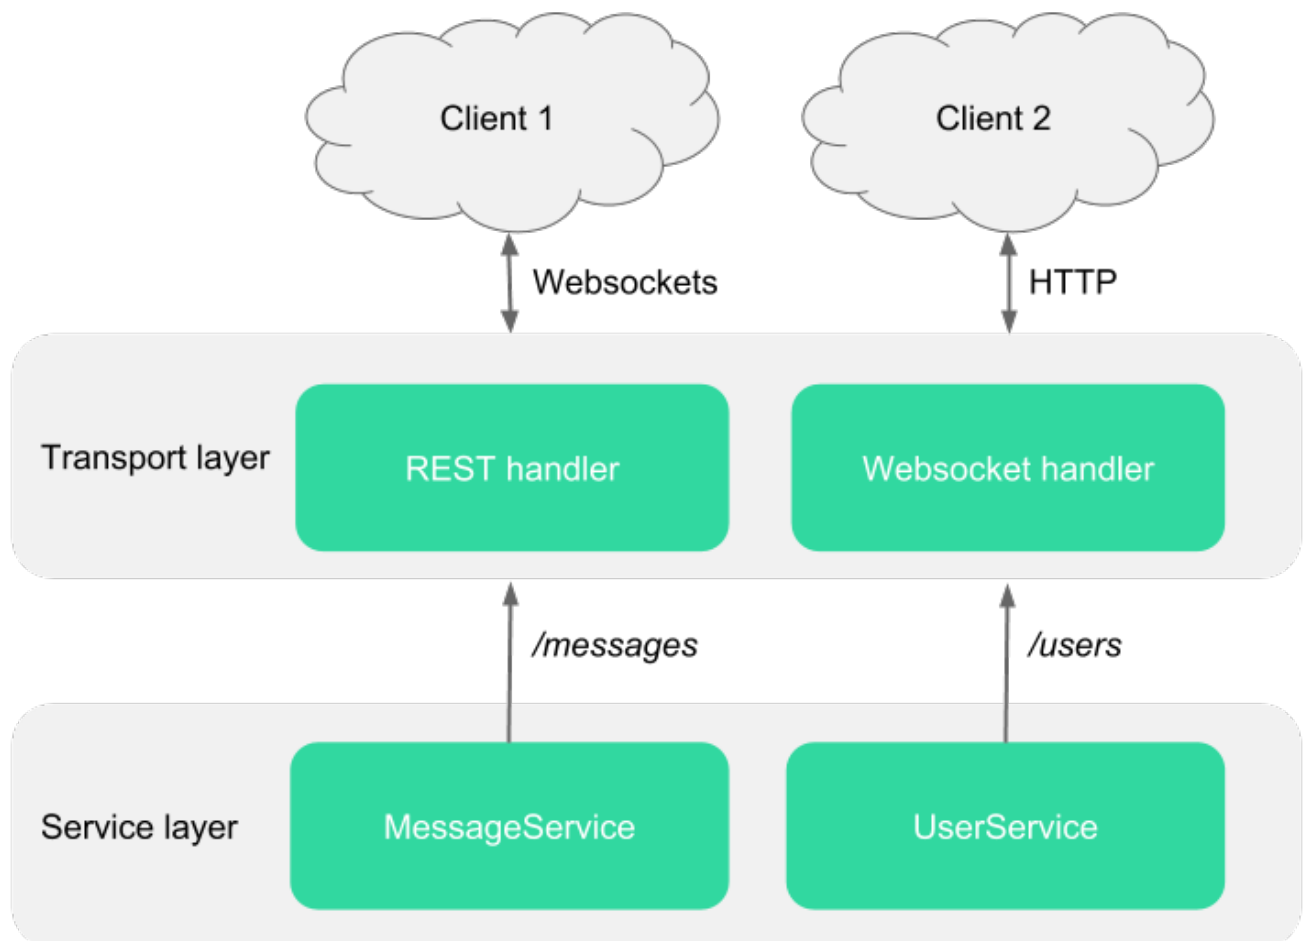 Client 1
Client 2
Websockets
HTTP
Transport layer
REST handler
Websocket handler
/messages
/users
Service layer
MessageService
UserService